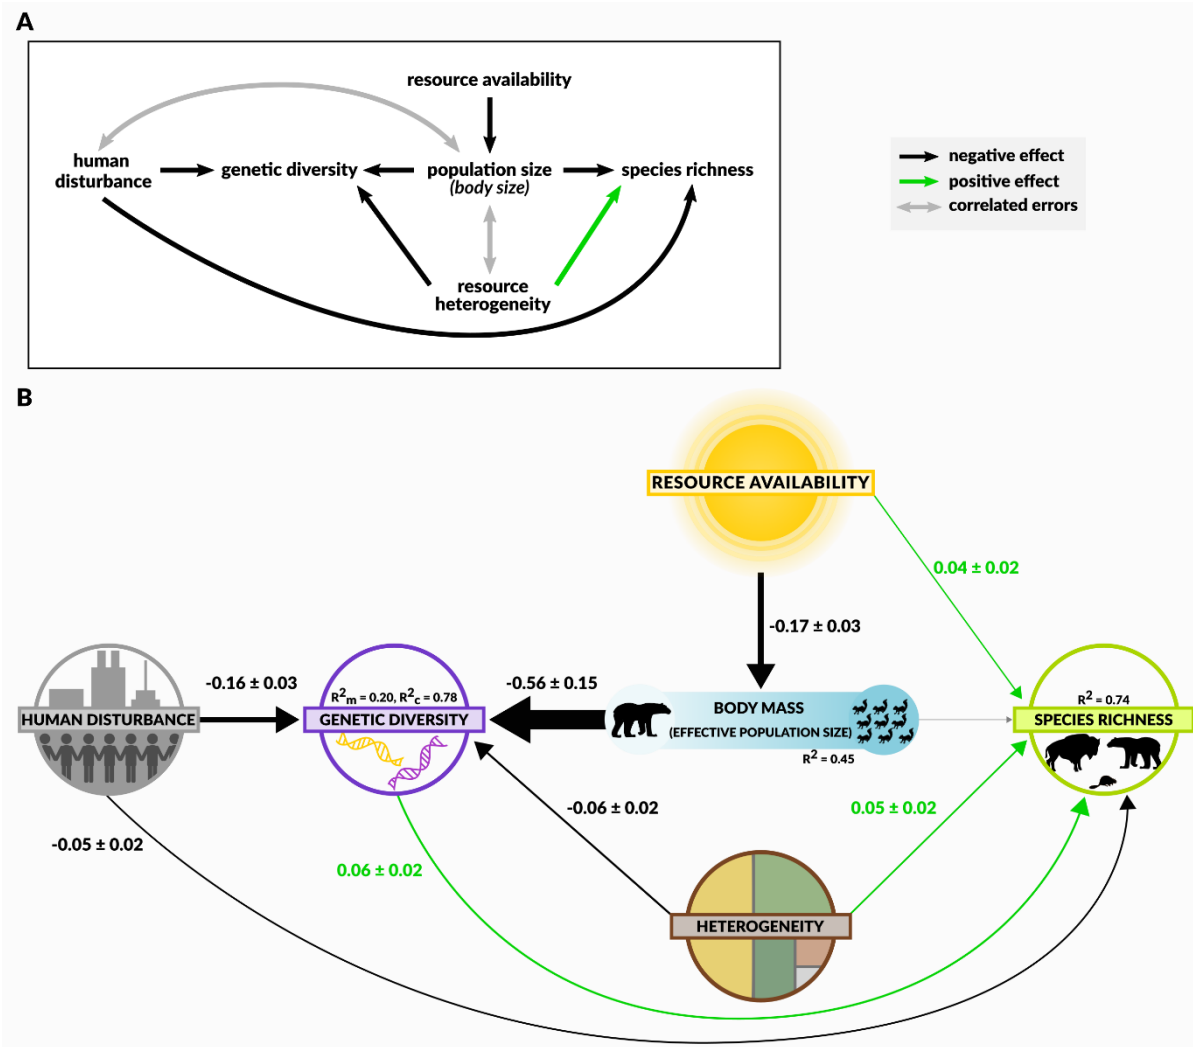 A
resource availability
human
disturbance
genetic diversity
population size
(body size)
species richness
resource
heterogeneity
negative effect
positive effect
correlated errors
B
RESOURCE AVAILABILITY
0.04 ± 0.02
-0.17 ± 0.03
-0.16 ± 0.03
-0.56 ± 0.15
HUMAN DISTURBANCE
R²m = 0.20, R²c = 0.78
GENETIC DIVERSITY
BODY MASS
(EFFECTIVE POPULATION SIZE)
R² = 0.45
R² = 0.74
SPECIES RICHNESS
-0.05 ± 0.02
0.06 ± 0.02
-0.06 ± 0.02
0.05 ± 0.02
HETEROGENEITY